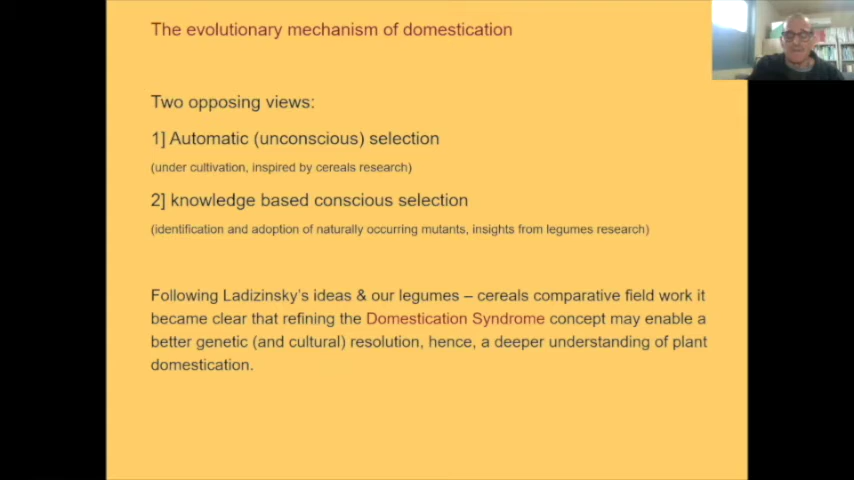 The evolutionary mechanism of domestication
Two opposing views:
1] Automatic (unconscious) selection
(under cultivation, inspired by cereals research)
2] knowledge based conscious selection
(identification and adoption of naturally occurring mutants, insights from legumes research)
Following Ladizinsky's ideas & our legumes – cereals comparative field work it
became clear that refining the Domestication Syndrome concept may enable a
better genetic (and cultural) resolution, hence, a deeper understanding of plant
domestication.